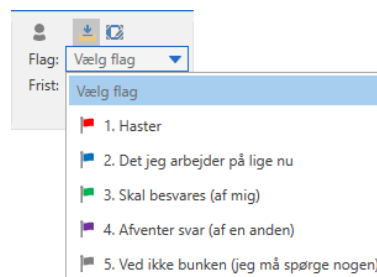 Flag: Vælg flag
Frist:
Vælg flag
1. Haster
2. Det jeg arbejder på lige nu
3. Skal besvares (af mig)
4. Afventer svar (af en anden)
5. Ved ikke bunken (jeg må spørge nogen)